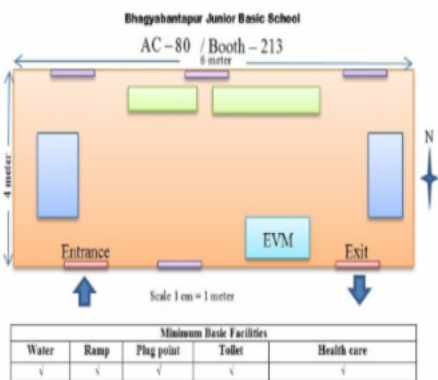 Bhagyabantapur Junior Basic School
AC – 80 / Booth – 213
6 meter
4 meter
N
EVM
Entrance
Exit
Scale 1 cm = 1 meter
Minimum Basic Facilities
Water Ramp Plug point Toilet Health care
√ √ √ √ √